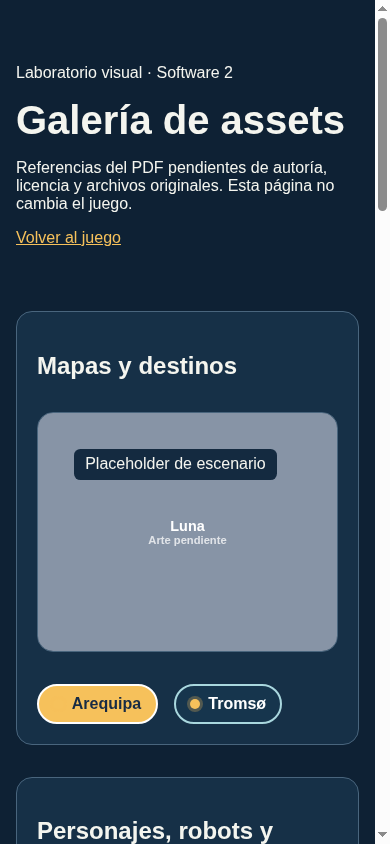 Laboratorio visual · Software 2
Galería de assets
Referencias del PDF pendientes de autoría,
licencia y archivos originales. Esta página no
cambia el juego.
Volver al juego
Mapas y destinos
Placeholder de escenario
Luna
Arte pendiente
Arequipa
Tromsø
Personajes, robots y